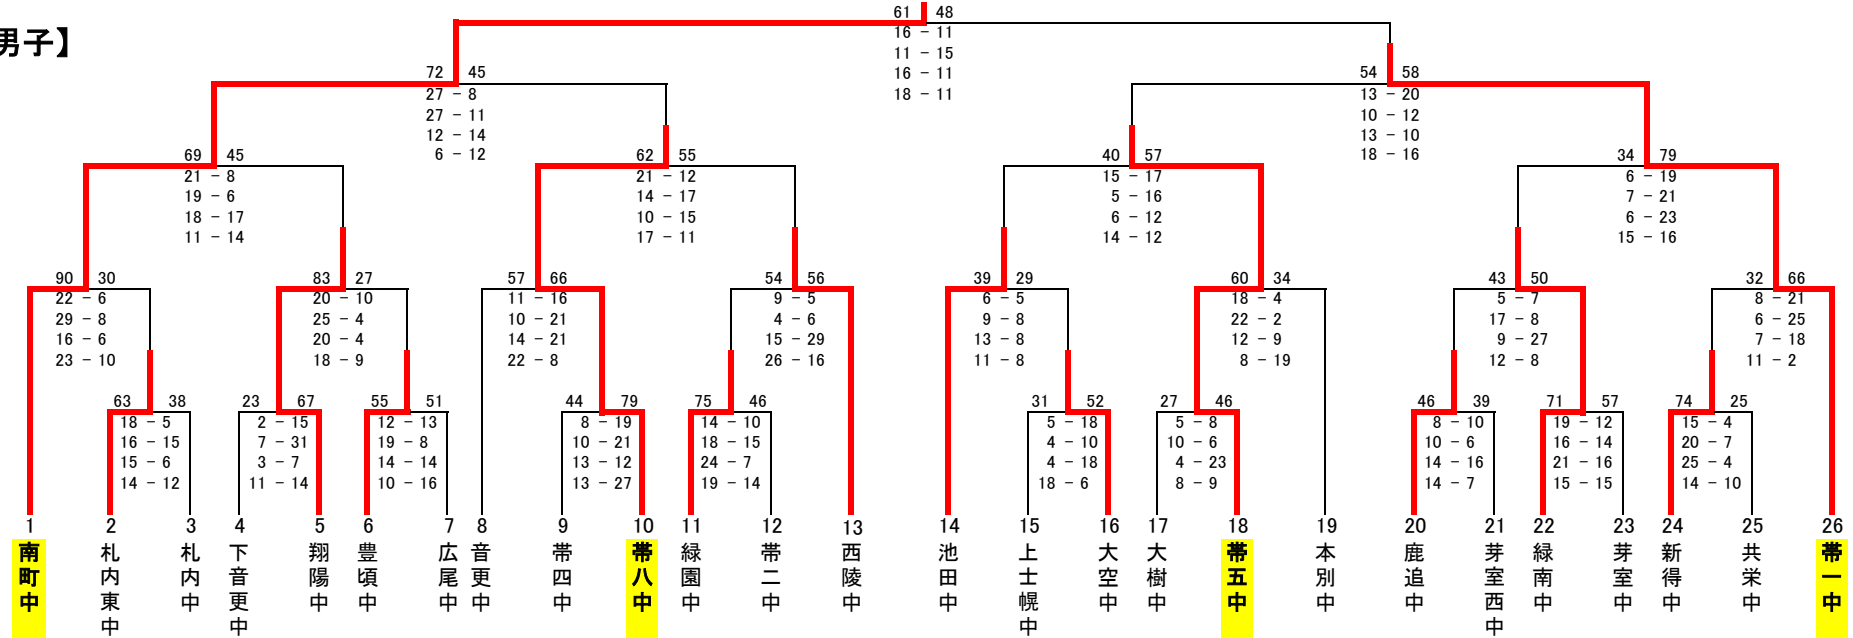 61 48
男子】
16 - 11
11 - 15
16 - 11
18 - 11
72 45
27 - 8
27 - 11
12 - 14
6 - 12
54 58
13 - 20
10 - 12
13 - 10
18 - 16
69 45
21 - 8
19 - 6
18 - 17
11 - 14
62 55
21 - 12
14 - 17
10 - 15
17 - 11
40 57
15 - 17
5 - 16
6 - 12
14 - 12
34 79
6 - 19
7 - 21
6 - 23
15 - 16
90 30
22 - 6
29 - 8
16 - 6
23 - 10
83 27
20 - 10
25 - 4
20 - 4
18 - 9
57 66
11 - 16
10 - 21
14 - 21
22 - 8
54 56
9 - 5
4 - 6
15 - 29
26 - 16
39 29
6 - 5
9 - 8
13 - 8
11 - 8
60 34
18 - 4
22 - 2
12 - 9
8 - 19
43 50
5 - 7
17 - 8
9 - 27
12 - 8
32 66
8 - 21
6 - 25
7 - 18
11 - 2
63 38
18 - 5
16 - 15
15 - 6
14 - 12
23 67
2 - 15
7 - 31
3 - 7
11 - 14
55 51
12 - 13
19 - 8
14 - 14
10 - 16
44 79
8 - 19
10 - 21
13 - 12
13 - 27
75 46
14 - 10
18 - 15
24 - 7
19 - 14
31 52
5 - 18
4 - 10
4 - 18
18 - 6
27 46
5 - 8
10 - 6
4 - 23
8 - 9
46 39
8 - 10
10 - 6
14 - 16
14 - 7
71 57
19 - 12
16 - 14
21 - 16
15 - 15
74 25
15 - 4
20 - 7
25 - 4
14 - 10
1
南町中
2
札内東中
3
札内中
4
下音更中
5
翔陽中
6
豊頃中
7
広尾中
8
音更中
9
帯四中
10
帯八中
11
緑園中
12
帯二中
13
西陵中
14
池田中
15
上士幌中
16
大空中
17
大樹中
18
帯五中
19
本別中
20
鹿追中
21
芽室西中
22
緑南中
23
芽室中
24
新得中
25
共栄中
26
帯一中